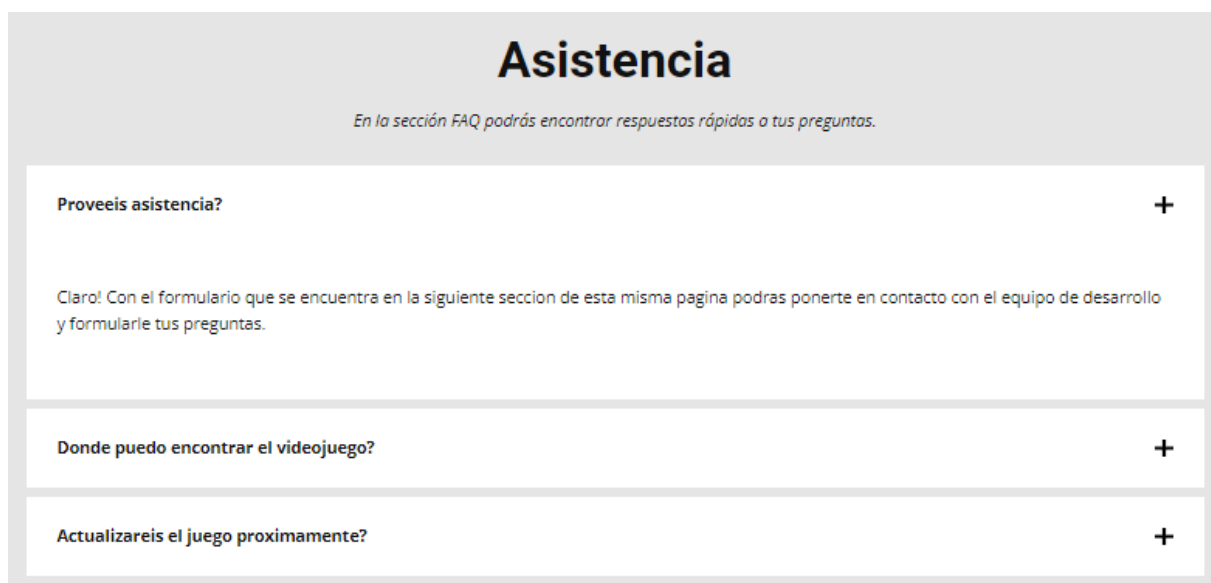 Asistencia
En la sección FAQ podrás encontrar respuestas rápidas a tus preguntas.
Proveeis asistencia?
Claro! Con el formulario que se encuentra en la siguiente seccion de esta misma pagina podras ponerte en contacto con el equipo de desarrollo
y formularle tus preguntas.
Donde puedo encontrar el videojuego?
Actualizareis el juego proximamente?